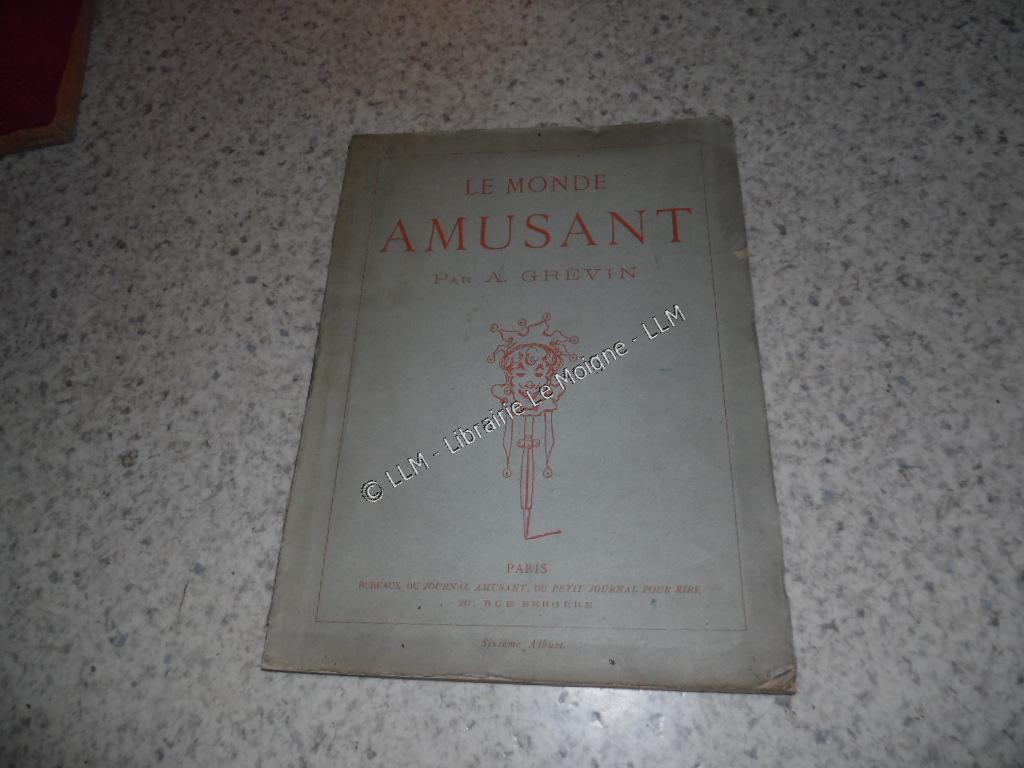 LE MONDE
AMUSANT
PAR A. GRÉVIN
© LLM - Librairie Le Moigne - LLM
PARIS
BUREAUX DU JOURNAL AMUSANT, DU PETIT JOURNAL POUR RIRE
20, RUE BERGÈRE
Sixième Album.